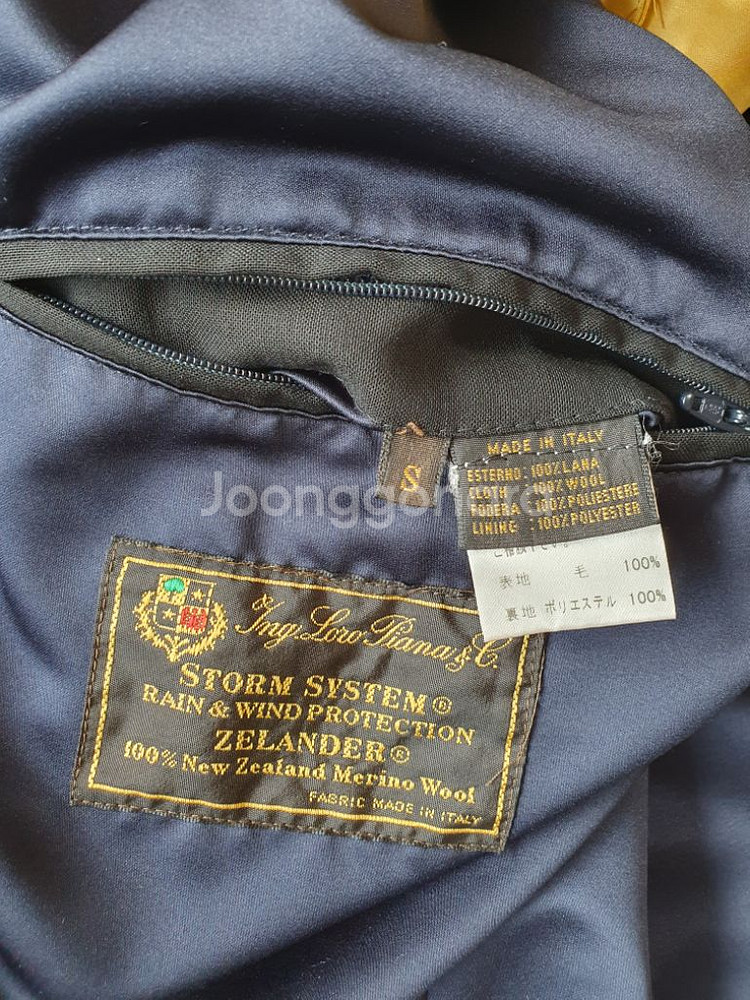 MADE IN ITALY
ESTERNO: 100% LANA
CLOTH : 100% WOOL
FODERA : 100% POLIESTERE
LINING : 100% POLYESTER
S
表地 毛 100%
裏地 ポリエステル 100%
Ing. Loro Piana & C.
STORM SYSTEM®
RAIN & WIND PROTECTION
ZELANDER®
100% New Zealand Merino Wool
FABRIC MADE IN ITALY